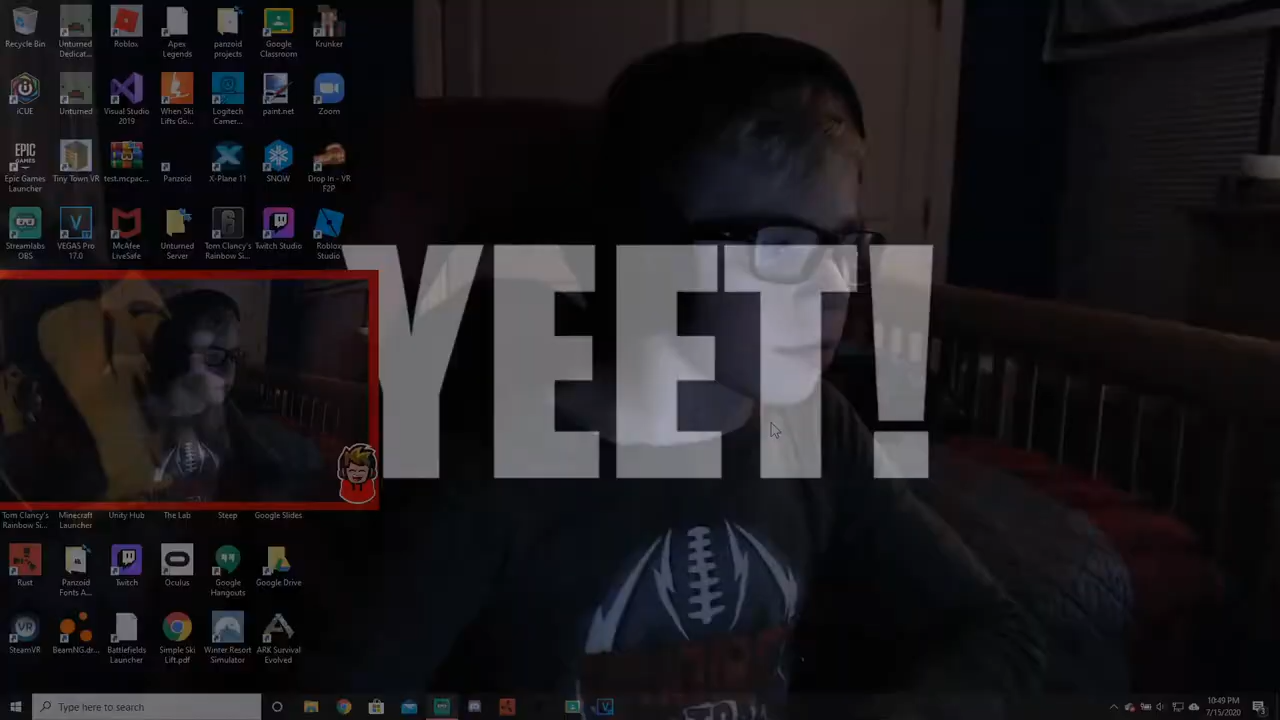 Recycle Bin
Unturned Dedicat...
Roblox
Apex Legends
panzoid projects
Google Classroom
Krunker
iCUE
Unturned
Visual Studio 2019
When Ski Lifts Go...
Logitech Camer...
paint.net
Zoom
EPIC GAMES
Epic Games Launcher
Tiny Town VR
test.mcpac...
Panzoid
X-Plane 11
SNOW
Drop In - VR F2P
Streamlabs OBS
VEGAS Pro 17.0
McAfee LiveSafe
Unturned Server
Tom Clancy's Rainbow Si...
Twitch Studio
Roblox Studio
YEET!
Tom Clancy's Rainbow Si...
Minecraft Launcher
Unity Hub
The Lab
Steep
Google Slides
Rust
Panzoid Fonts A...
Twitch
Oculus
Google Hangouts
Google Drive
VR
SteamVR
BeamNG.dr...
Battlefields Launcher
Simple Ski Lift.pdf
Winter Resort Simulator
ARK Survival Evolved
Type here to search
10:49 PM
7/15/2020